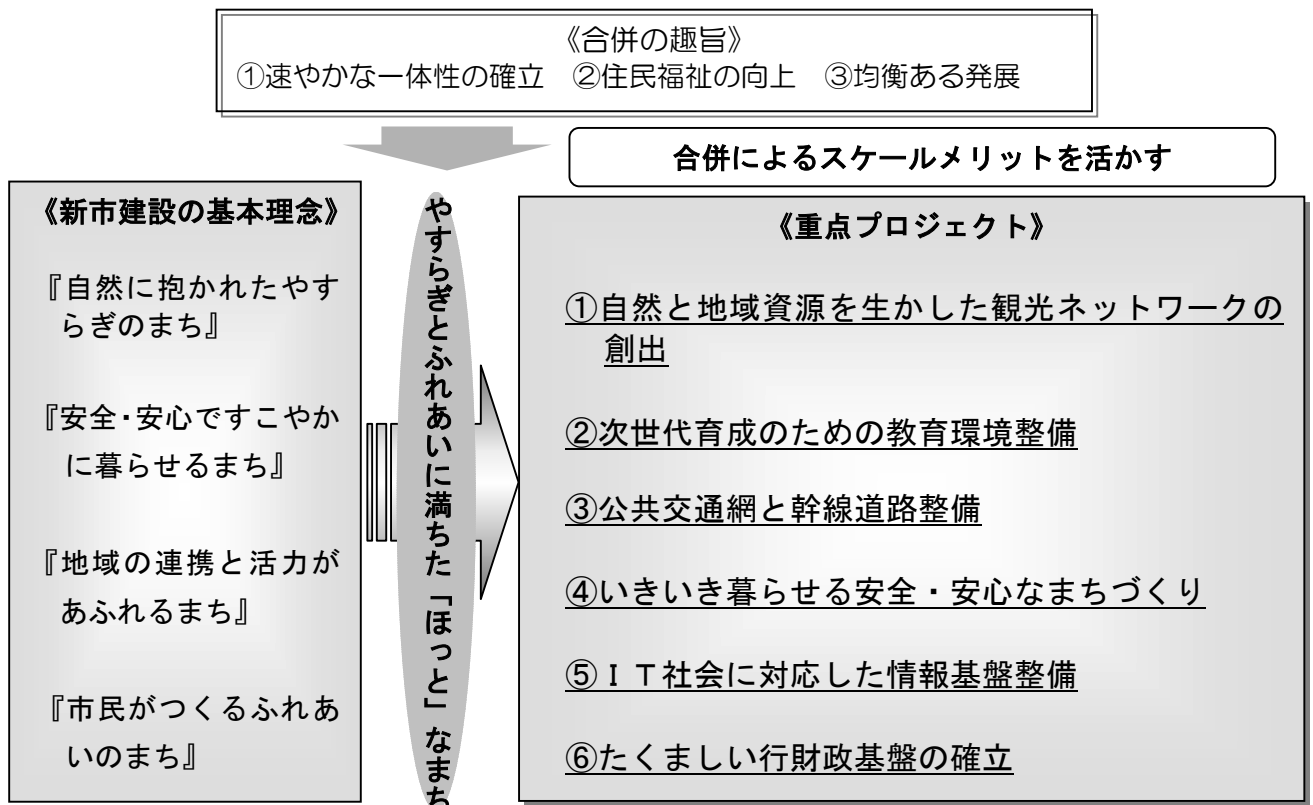 《合併の趣旨》
①速やかな一体性の確立　②住民福祉の向上　③均衡ある発展
合併によるスケールメリットを活かす
《新市建設の基本理念》
『自然に抱かれたやす
らぎのまち』
『安全・安心ですこやか
に暮らせるまち』
『地域の連携と活力が
あふれるまち』
『市民がつくるふれあ
いのまち』
やすらぎとふれあいに満ちた「ほっと」なまち
《重点プロジェクト》
①自然と地域資源を生かした観光ネットワークの
創出
②次世代育成のための教育環境整備
③公共交通網と幹線道路整備
④いきいき暮らせる安全・安心なまちづくり
⑤ＩＴ社会に対応した情報基盤整備
⑥たくましい行財政基盤の確立